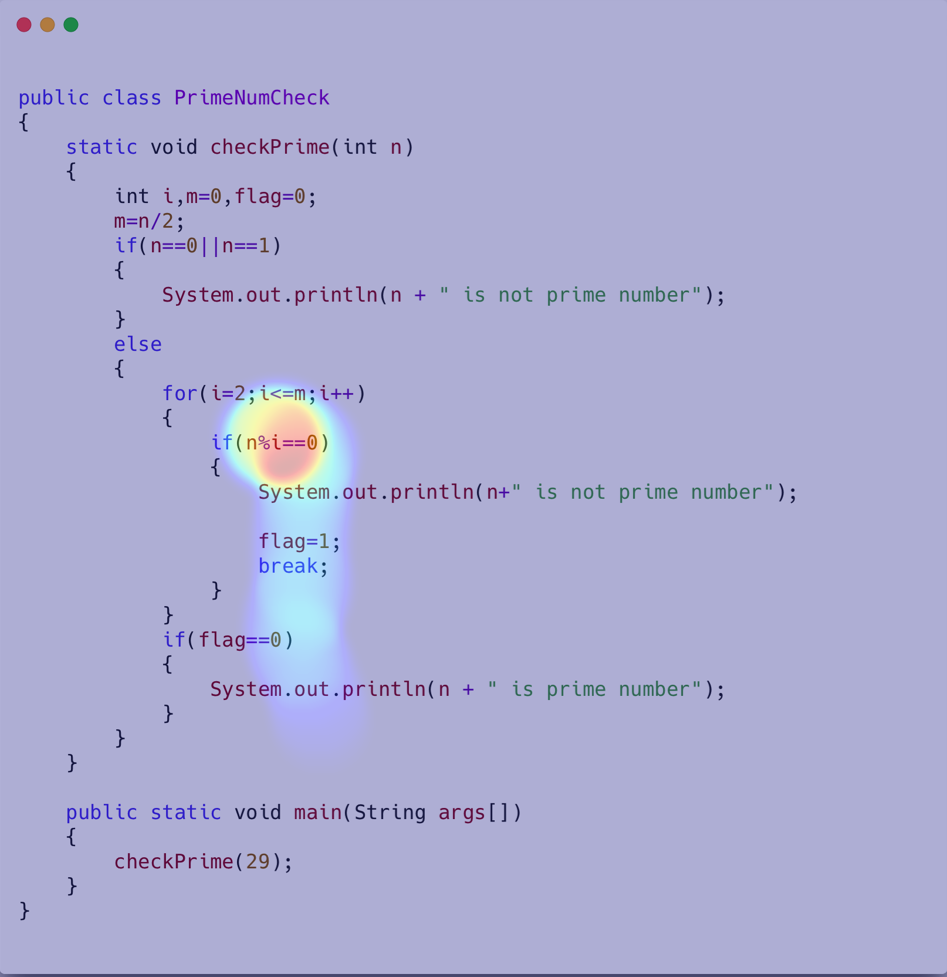 public class PrimeNumCheck
{
    static void checkPrime(int n)
    {
        int i,m=0,flag=0;
        m=n/2;
        if(n==0||n==1)
        {
            System.out.println(n + " is not prime number");
        }
        else
        {
            for(i=2;i<=m;i++)
            {
                if(n%i==0)
                {
                    System.out.println(n+" is not prime number");

                    flag=1;
                    break;
                }
            }
            if(flag==0)
            {
                System.out.println(n + " is prime number");
            }
        }
    }

    public static void main(String args[])
    {
        checkPrime(29);
    }
}